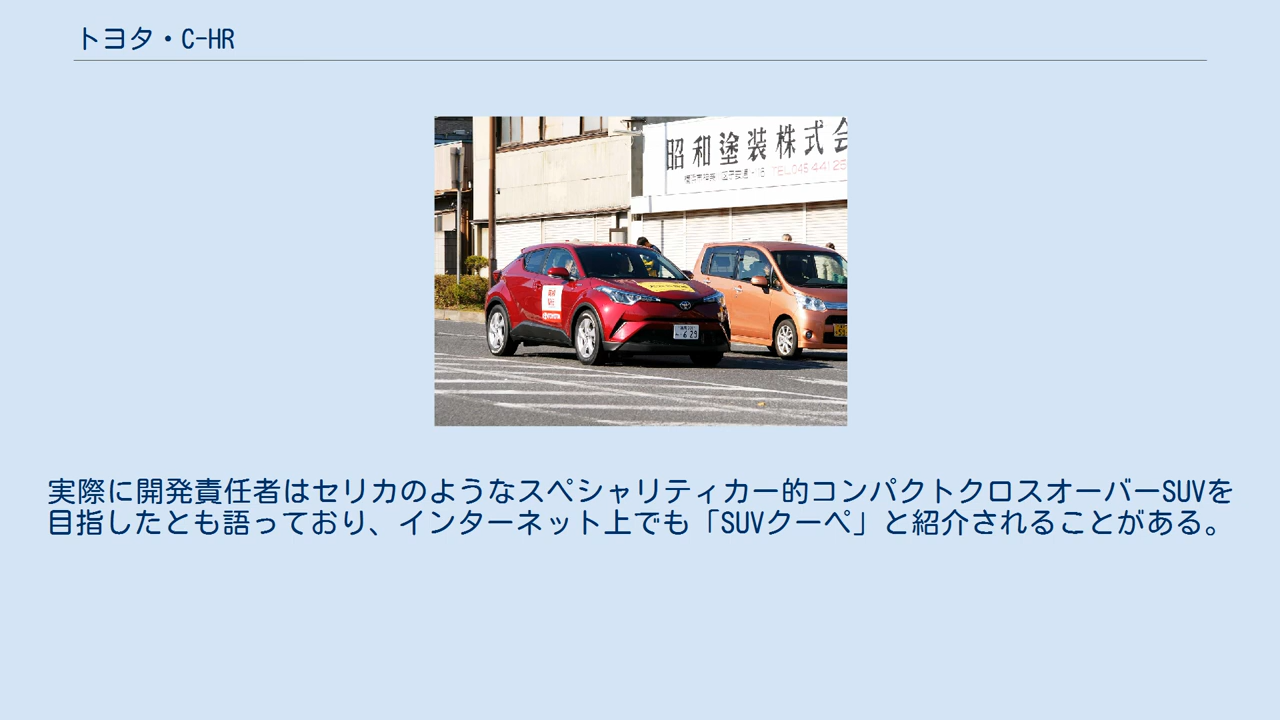 トヨタ・C-HR
昭和塗装株式会
TEL.045-441-25
実際に開発責任者はセリカのようなスペシャリティカー的コンパクトクロスオーバーSUVを
目指したとも語っており、インターネット上でも「SUVクーペ」と紹介されることがある。